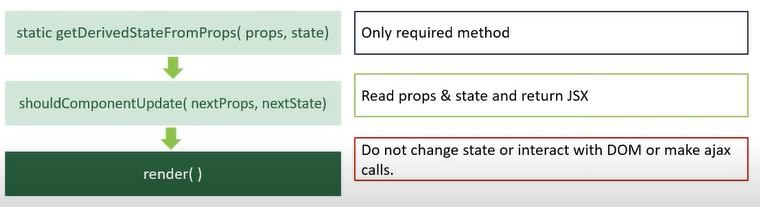 static getDerivedStateFromProps( props, state)
Only required method
shouldComponentUpdate( nextProps, nextState)
Read props & state and return JSX
render( )
Do not change state or interact with DOM or make ajax
calls.